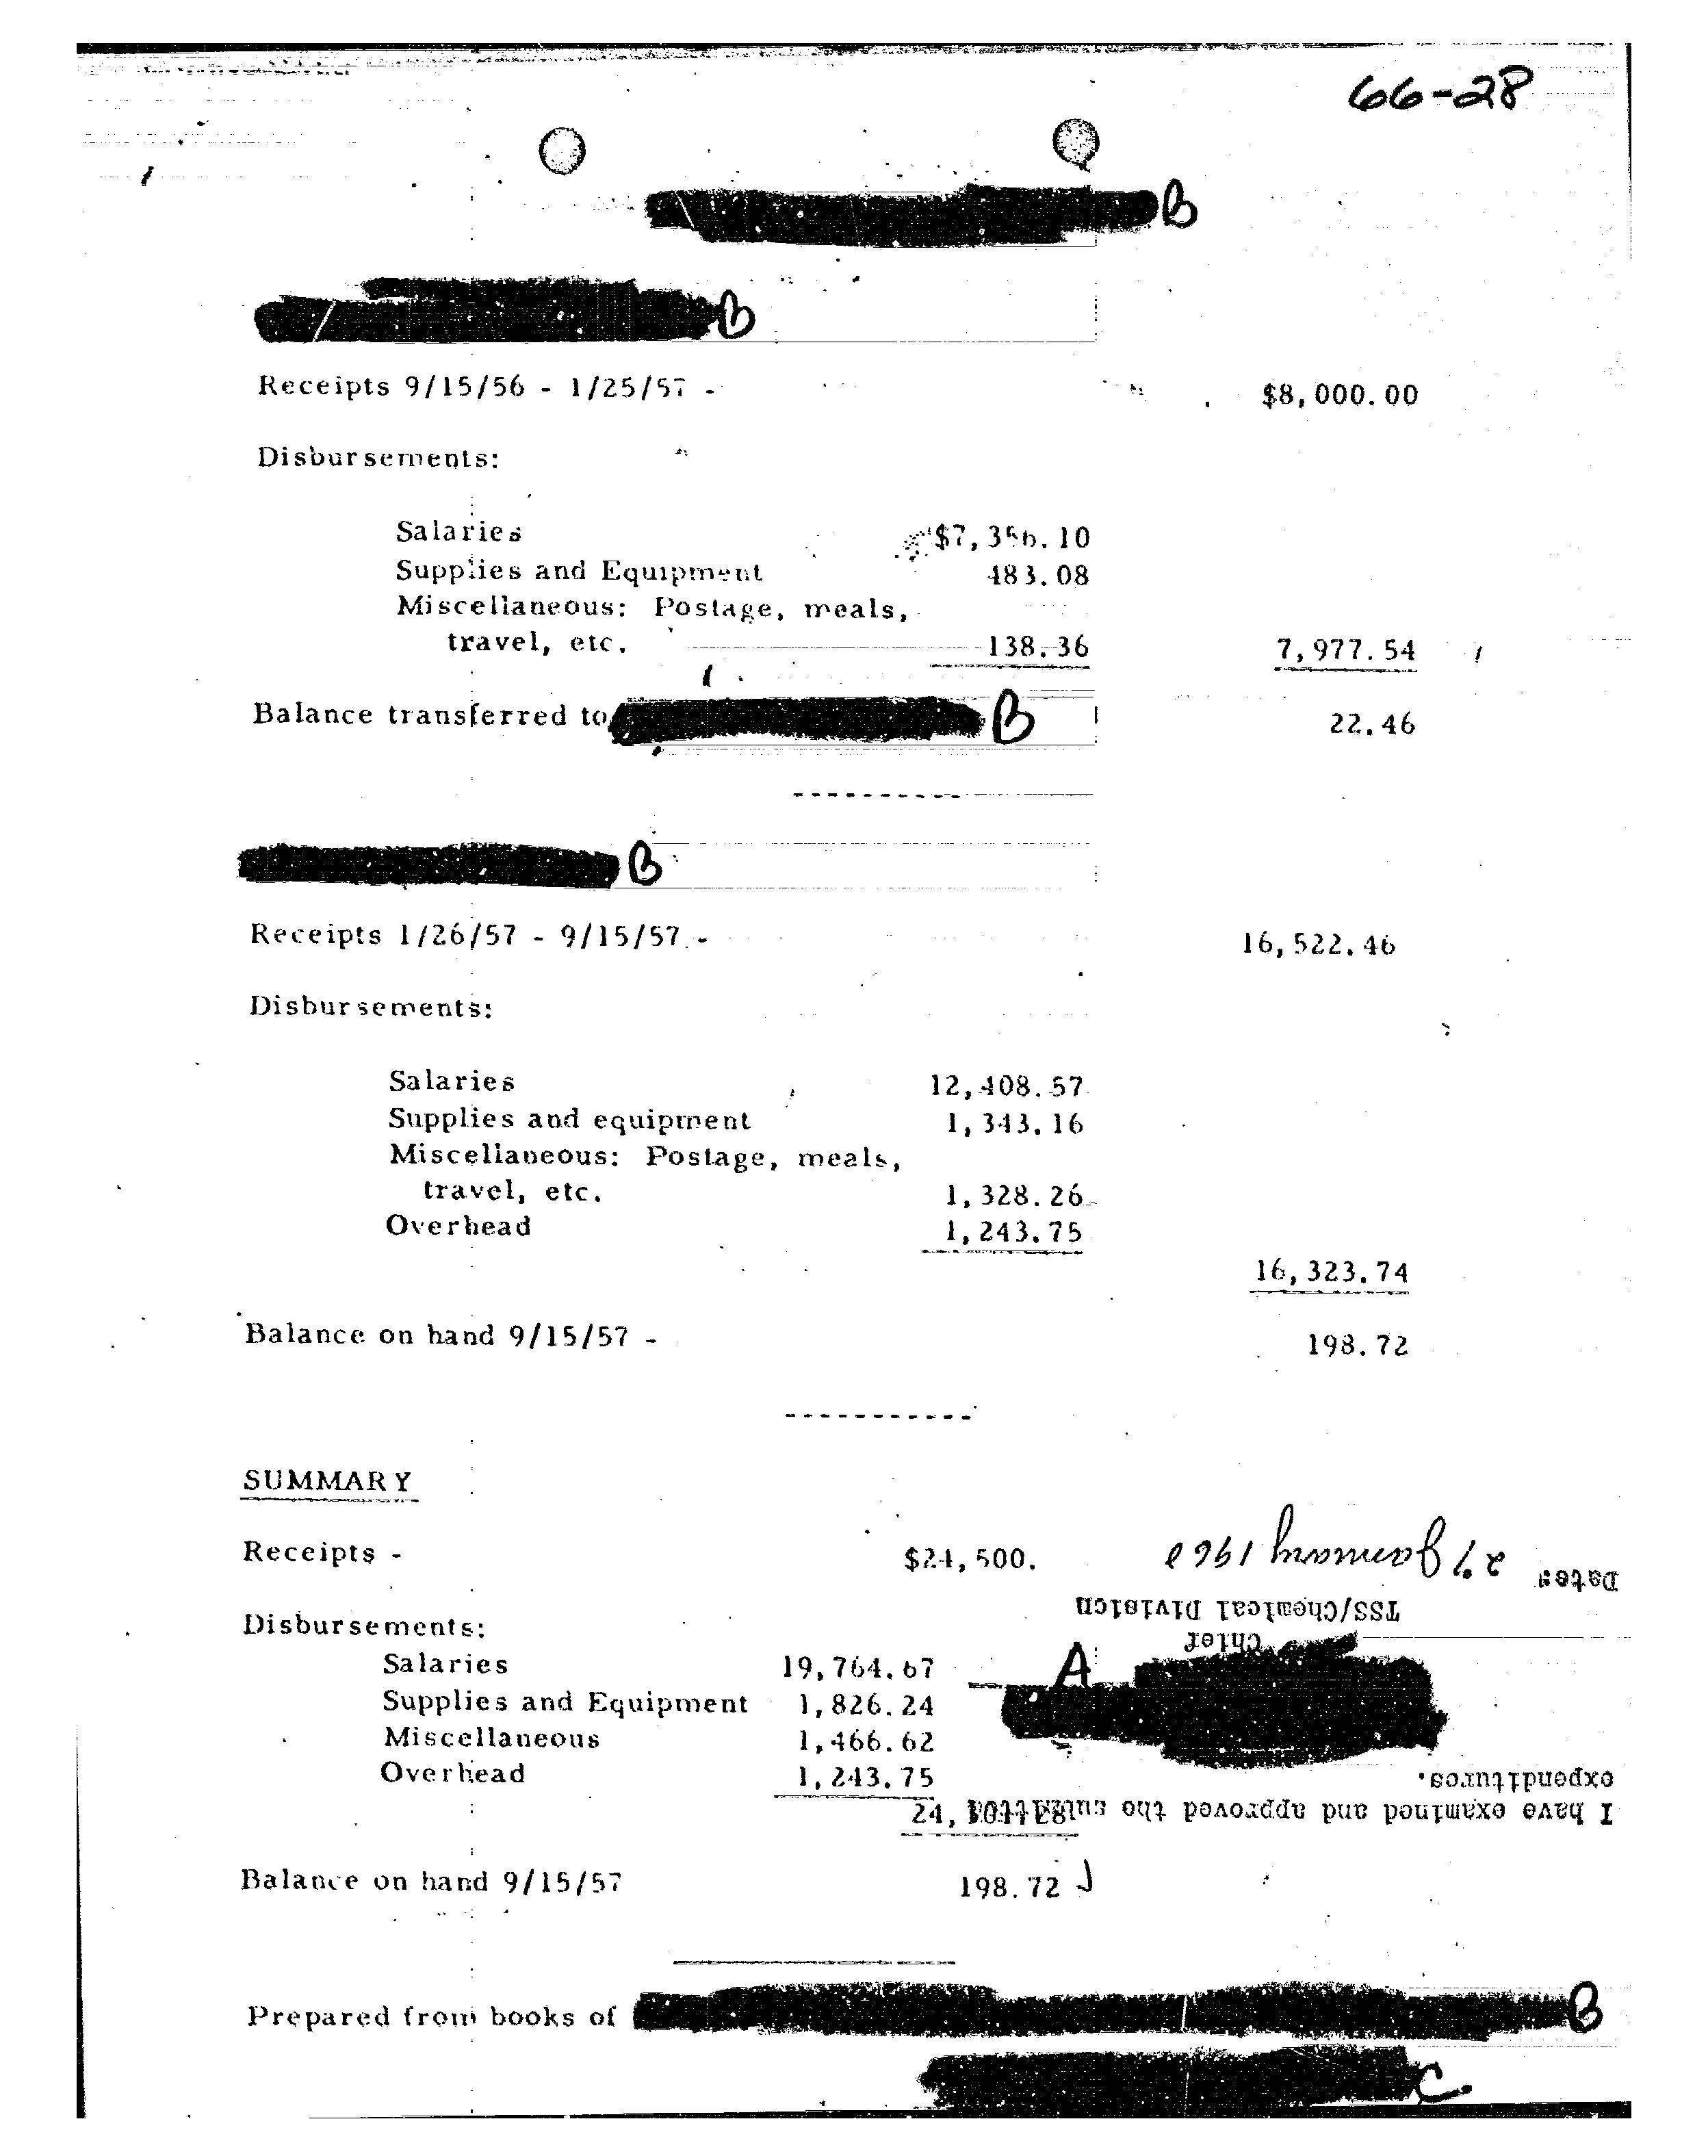 66-28
B
B
Receipts 9/15/56 - 1/25/57 - $8,000.00
Disbursements:
Salaries $7,356.10
Supplies and Equipment 483.08
Miscellaneous: Postage, meals,
travel, etc. 138.36 7,977.54
Balance transferred to B 22.46
----------
B
Receipts 1/26/57 - 9/15/57 - 16,522.46
Disbursements:
Salaries 12,408.57
Supplies and equipment 1,343.16
Miscellaneous: Postage, meals,
travel, etc. 1,328.26
Overhead 1,243.75
16,323.74
Balance on hand 9/15/57 - 198.72
-----------
SUMMARY
Receipts - $24,500.
Disbursements:
Salaries 19,764.67
Supplies and Equipment 1,826.24
Miscellaneous 1,466.62
Overhead 1,243.75
24,
Balance on hand 9/15/57 198.72
I have examined and approved the submitted
expenditures.
A
Chief
TSS/Chemical Division
Date: January 196
Prepared from books of B
C.